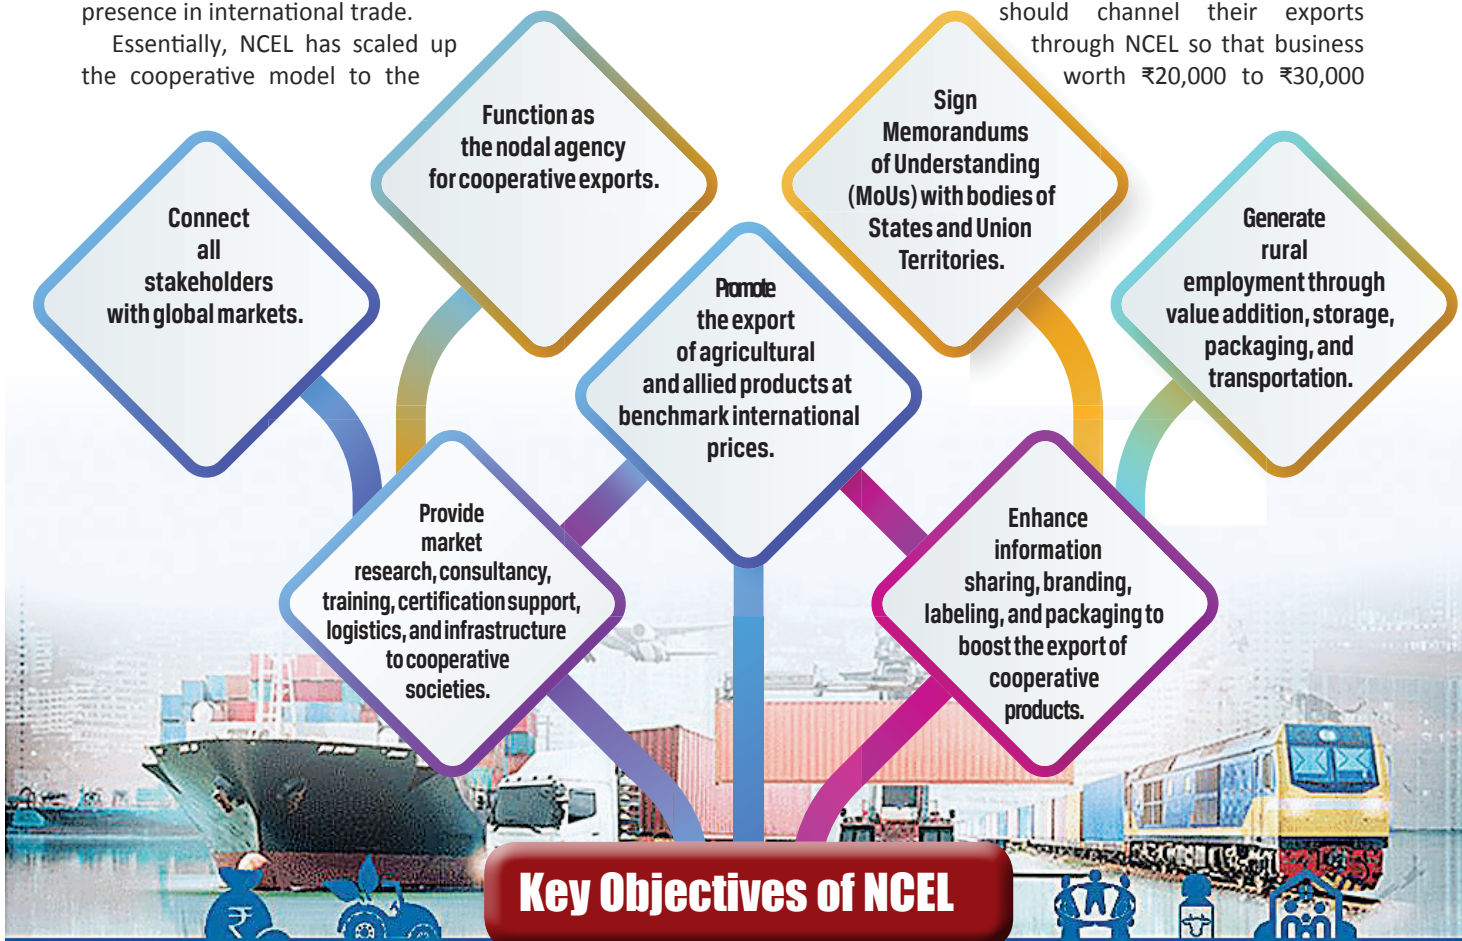 presence in international trade.
Essentially, NCEL has scaled up
the cooperative model to the
should channel their exports
through NCEL so that business
worth ₹20,000 to ₹30,000
Connect
all
stakeholders
with global markets.
Function as
the nodal agency
for cooperative exports.
Promote
the export
of agricultural
and allied products at
benchmark international
prices.
Sign
Memorandums
of Understanding
(MoUs) with bodies of
States and Union
Territories.
Generate
rural
employment through
value addition, storage,
packaging, and
transportation.
Provide
market
research, consultancy,
training, certification support,
logistics, and infrastructure
to cooperative
societies.
Enhance
information
sharing, branding,
labeling, and packaging to
boost the export of
cooperative
products.
₹
Key Objectives of NCEL